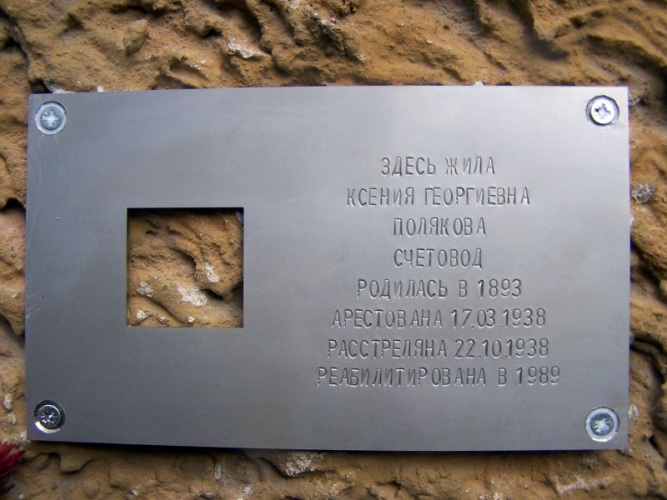 ЗДЕСЬ ЖИЛА
КСЕНИЯ ГЕОРГИЕВНА
ПОЛЯКОВА
СЧЕТОВОД
РОДИЛАСЬ В 1893
АРЕСТОВАНА 17.03.1938
РАССТРЕЛЯНА 22.10.1938
РЕАБИЛИТИРОВАНА В 1989